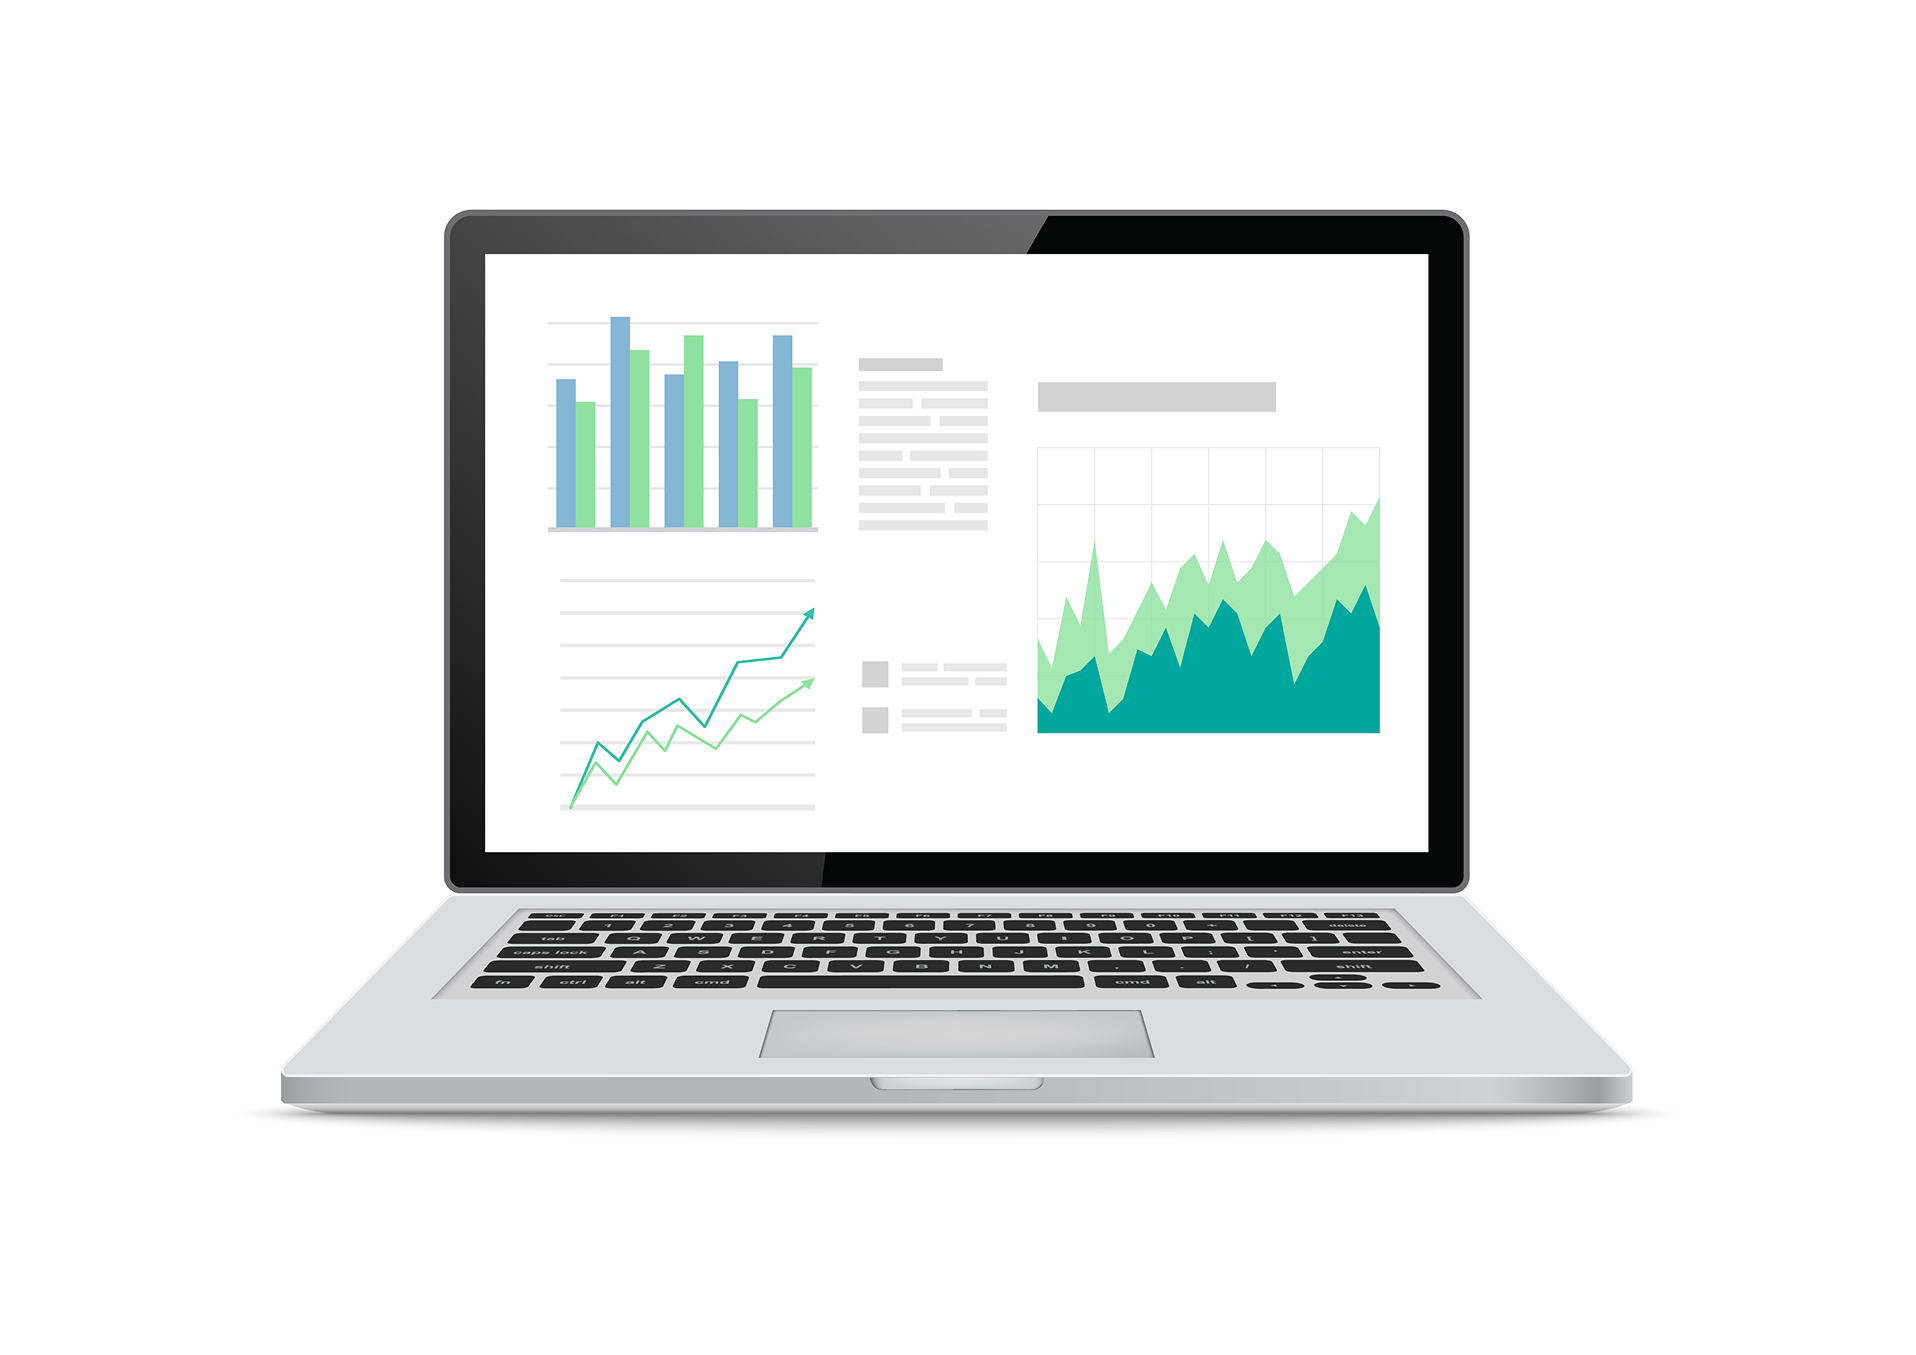 esc F1 F2 F3 F4 F5 F6 F7 F8 F9 F10 F11 F12 F13
1 2 3 4 5 6 7 8 9 0 + delete
tab Q W E R T Y U I O P [ ]
caps lock A S D F G H J K L ; ' enter
shift Z X C V B N M , . / shift
fn ctrl alt cmd cmd alt